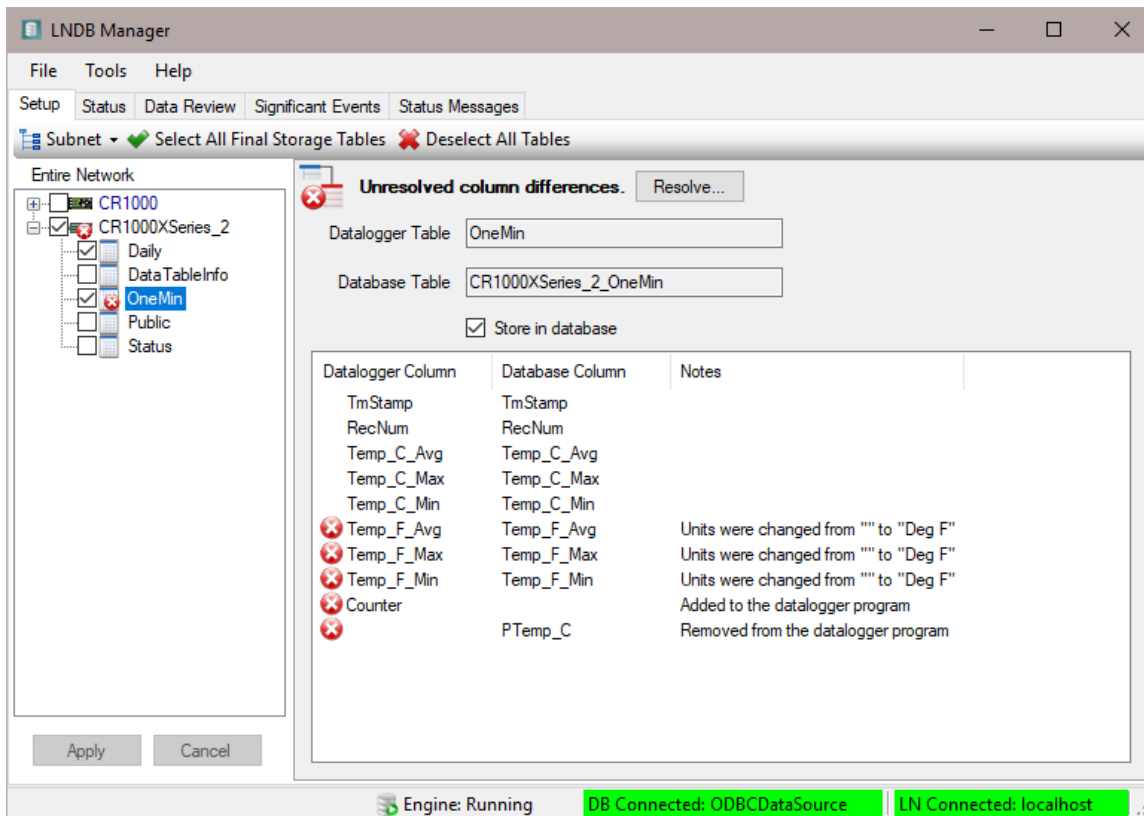 LNDB Manager
File Tools Help
Setup Status Data Review Significant Events Status Messages
Subnet Select All Final Storage Tables Deselect All Tables
Entire Network
CR1000
CR1000XSeries_2
Daily
DataTableInfo
OneMin
Public
Status
Apply Cancel
Unresolved column differences. Resolve...
Datalogger Table OneMin
Database Table CR1000XSeries_2_OneMin
Store in database
Datalogger Column Database Column Notes
TmStamp TmStamp
RecNum RecNum
Temp_C_Avg Temp_C_Avg
Temp_C_Max Temp_C_Max
Temp_C_Min Temp_C_Min
Temp_F_Avg Temp_F_Avg Units were changed from "" to "Deg F"
Temp_F_Max Temp_F_Max Units were changed from "" to "Deg F"
Temp_F_Min Temp_F_Min Units were changed from "" to "Deg F"
Counter Added to the datalogger program
PTemp_C Removed from the datalogger program
Engine: Running DB Connected: ODBCDataSource LN Connected: localhost